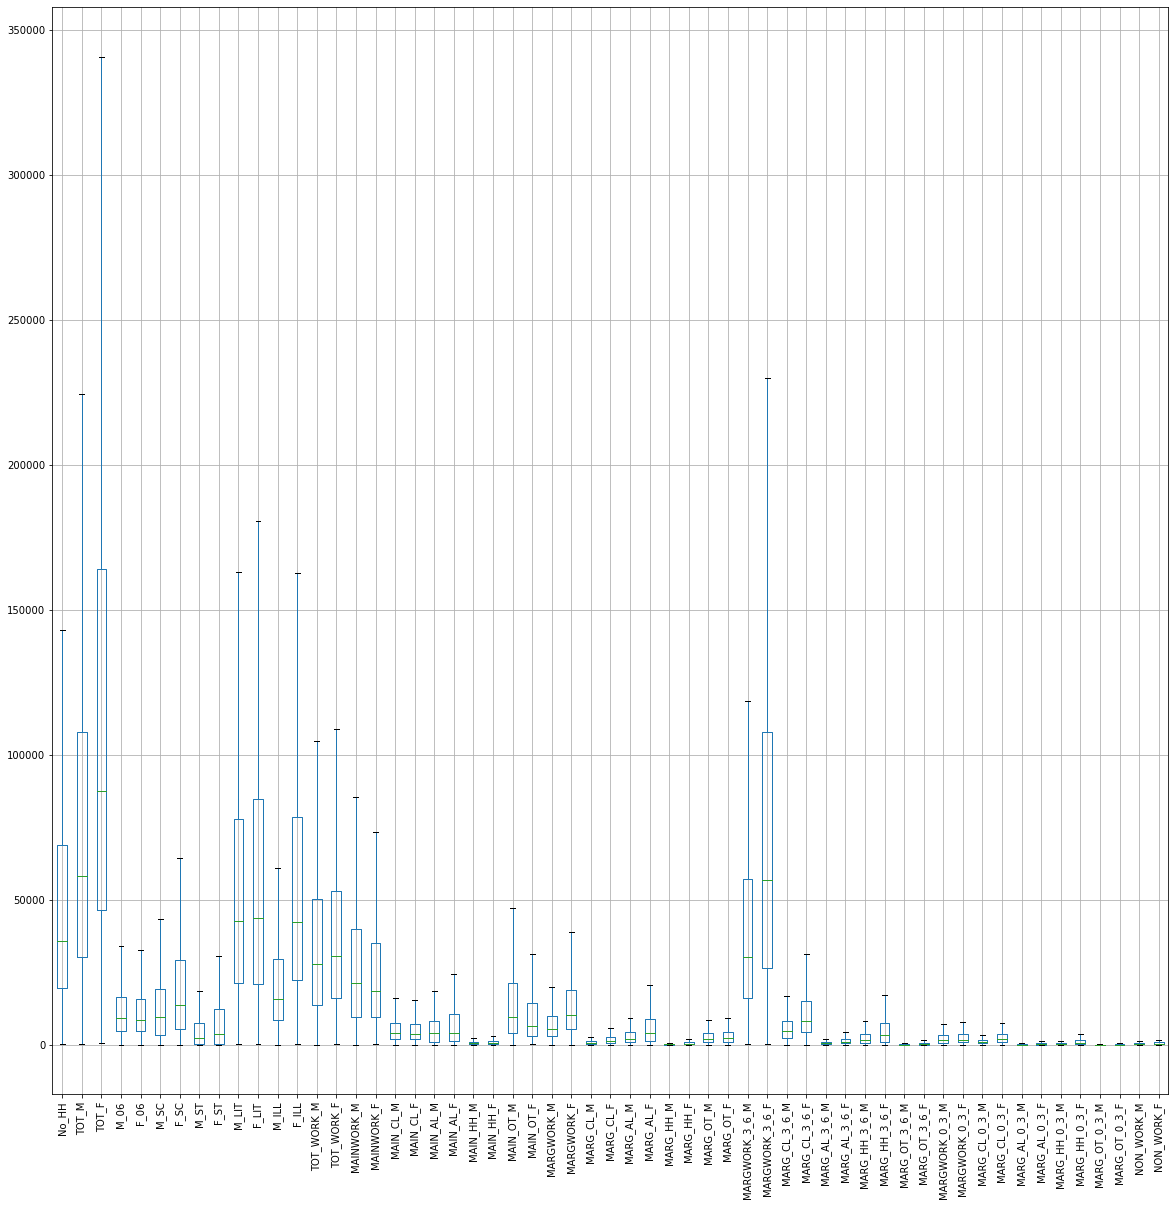 350000
300000
250000
200000
150000
100000
50000
0
No_HH
TOT_M
TOT_F
M_06
F_06
M_SC
F_SC
M_ST
F_ST
M_LIT
F_LIT
M_ILL
F_ILL
TOT_WORK_M
TOT_WORK_F
MAINWORK_M
MAINWORK_F
MAIN_CL_M
MAIN_CL_F
MAIN_AL_M
MAIN_AL_F
MAIN_HH_M
MAIN_HH_F
MAIN_OT_M
MAIN_OT_F
MARGWORK_M
MARGWORK_F
MARG_CL_M
MARG_CL_F
MARG_AL_M
MARG_AL_F
MARG_HH_M
MARG_HH_F
MARG_OT_M
MARG_OT_F
MARGWORK_3_6_M
MARGWORK_3_6_F
MARG_CL_3_6_M
MARG_CL_3_6_F
MARG_AL_3_6_M
MARG_AL_3_6_F
MARG_HH_3_6_M
MARG_HH_3_6_F
MARG_OT_3_6_M
MARG_OT_3_6_F
MARGWORK_0_3_M
MARGWORK_0_3_F
MARG_CL_0_3_M
MARG_CL_0_3_F
MARG_AL_0_3_M
MARG_AL_0_3_F
MARG_HH_0_3_M
MARG_HH_0_3_F
MARG_OT_0_3_M
MARG_OT_0_3_F
NON_WORK_M
NON_WORK_F